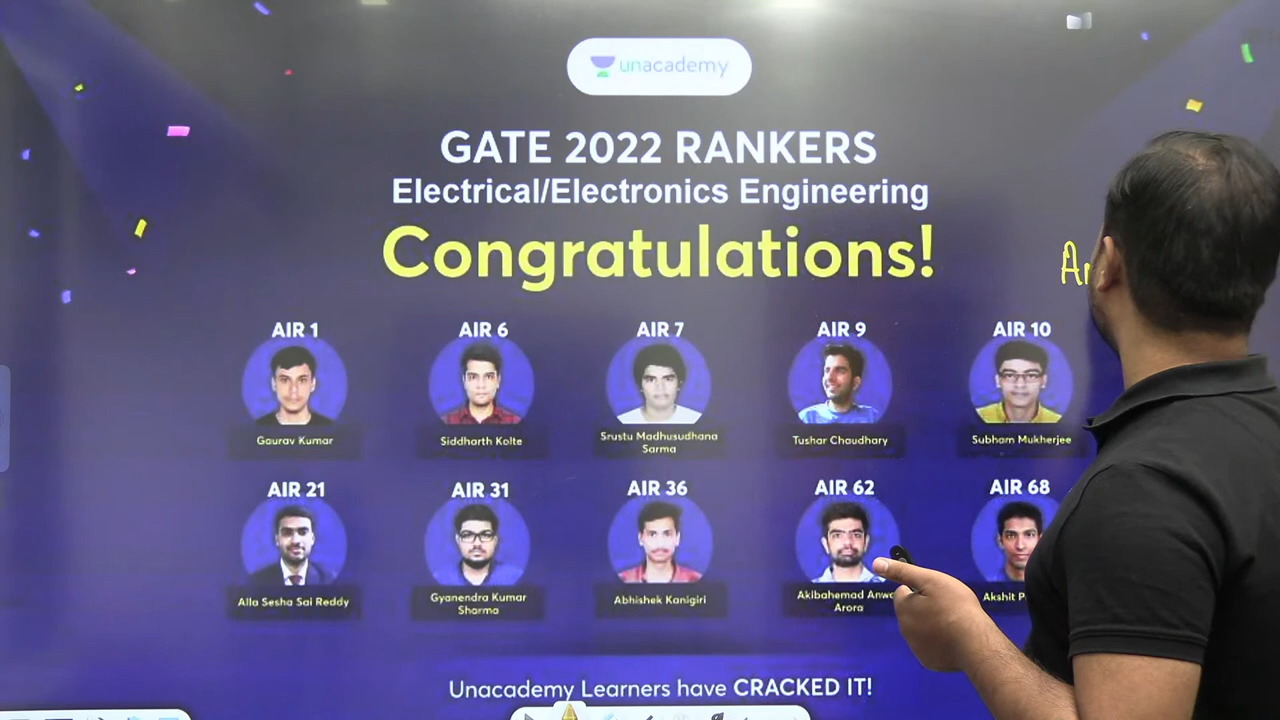 unacademy
GATE 2022 RANKERS
Electrical/Electronics Engineering
Congratulations!
AIR 1 AIR 6 AIR 7 AIR 9 AIR 10
Gaurav Kumar Siddharth Kolte Srustu Madhusudhana Sarma Tushar Chaudhary Subham Mukherjee
AIR 21 AIR 31 AIR 36 AIR 62 AIR 68
Alla Sesha Sai Reddy Gyanendra Kumar Sharma Abhishek Kanigiri Akibahemad Arora Akshit
Unacademy Learners have CRACKED IT!